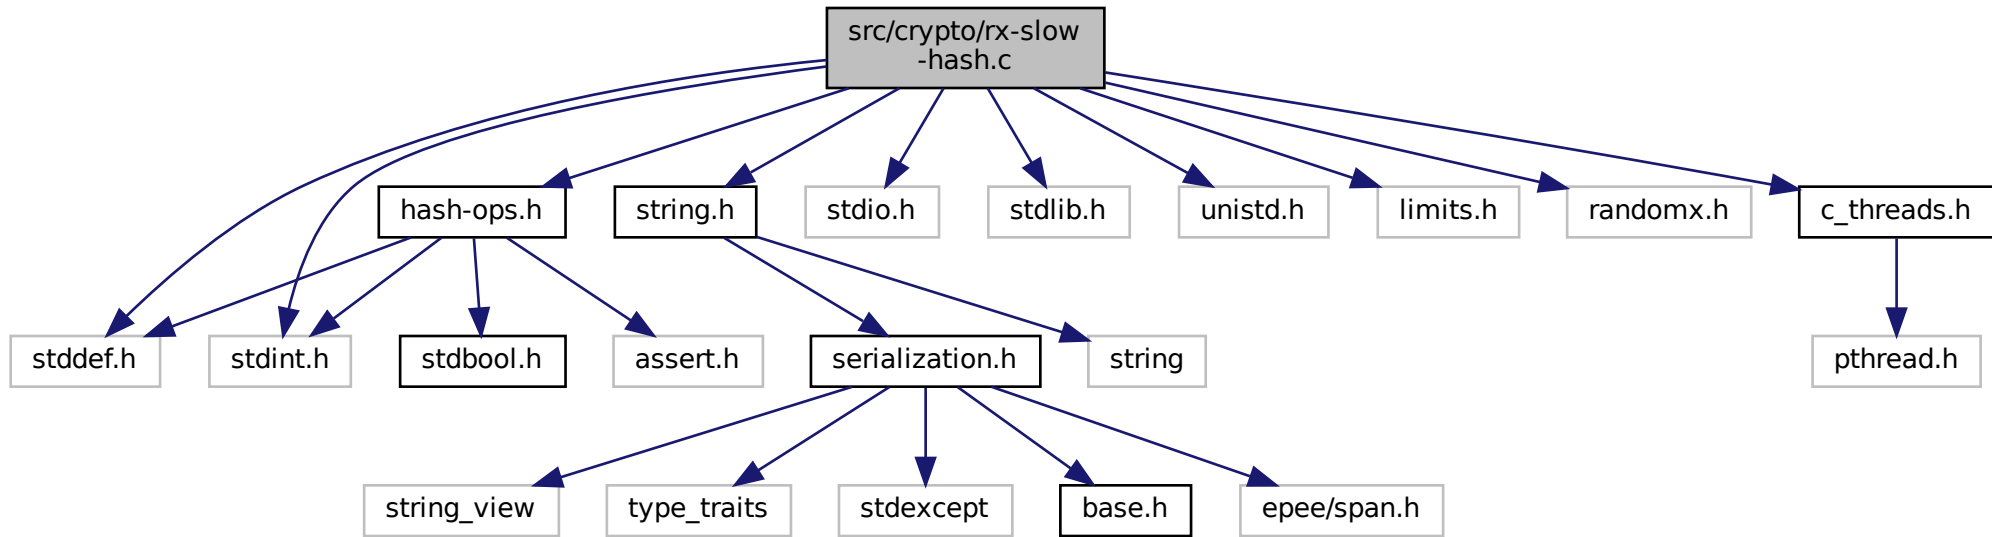 src/crypto/rx-slow
-hash.c
hash-ops.h
string.h
stdio.h
stdlib.h
unistd.h
limits.h
randomx.h
c_threads.h
stddef.h
stdint.h
stdbool.h
assert.h
serialization.h
string
pthread.h
string_view
type_traits
stdexcept
base.h
epee/span.h